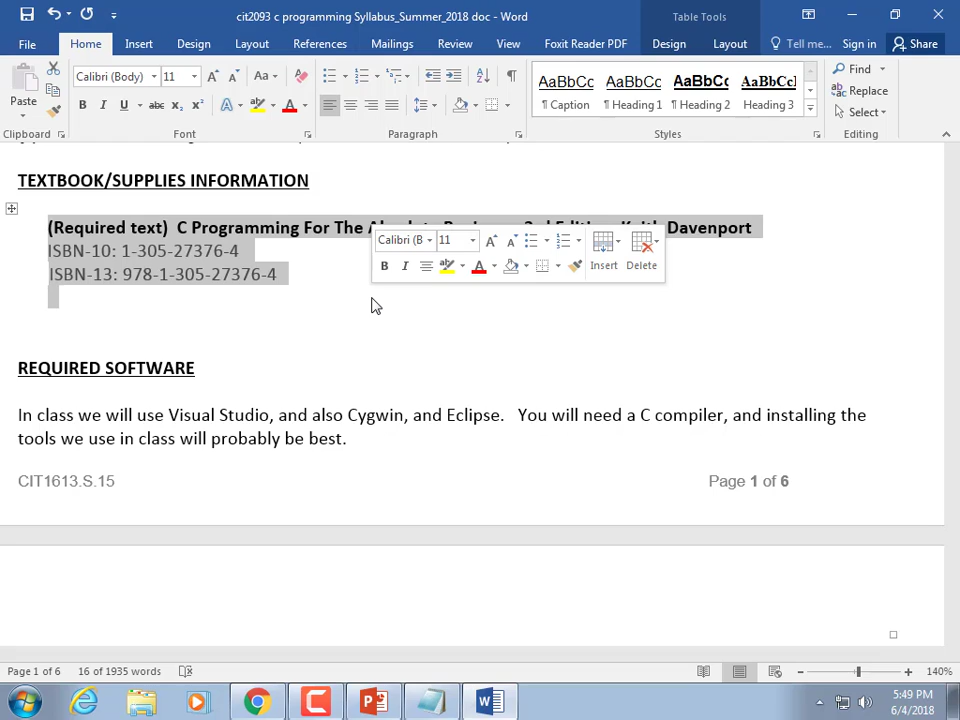 cit2093 c programming Syllabus_Summer_2018 doc - Word
Table Tools
File Home Insert Design Layout References Mailings Review View Foxit Reader PDF Design Layout Tell me... Sign in Share
Paste
Calibri (Body) 11
Aa
B I U abc x₂ x²
A A
AaBbCc AaBbCc AaBbCc AaBbCc
¶ Caption ¶ Heading 1 ¶ Heading 2 Heading 3
Find
Replace
Select
Clipboard Font Paragraph Styles Editing
TEXTBOOK/SUPPLIES INFORMATION
(Required text) C Programming For The Davenport
ISBN-10: 1-305-27376-4
ISBN-13: 978-1-305-27376-4
Calibri (B 11
B I A Insert Delete
REQUIRED SOFTWARE
In class we will use Visual Studio, and also Cygwin, and Eclipse. You will need a C compiler, and installing the
tools we use in class will probably be best.
CIT1613.S.15 Page 1 of 6
Page 1 of 6 16 of 1935 words 140%
5:49 PM
6/4/2018